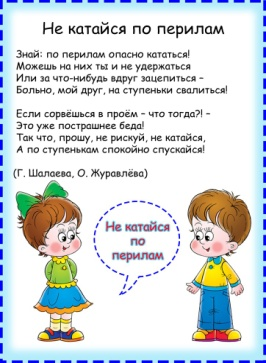 Не катайся по перилам
Знай: по перилам опасно кататься!
Можешь на них ты и не удержаться
Или за что-нибудь вдруг зацепиться –
Больно, мой друг, на ступеньки свалиться!
Если сорвёшься в проём – что тогда?! –
Это уже пострашнее беда!
Так что, прошу, не рискуй, не катайся,
А по ступенькам спокойно спускайся!
(Г. Шалаева, О. Журавлёва)
Не катайся
по
перилам